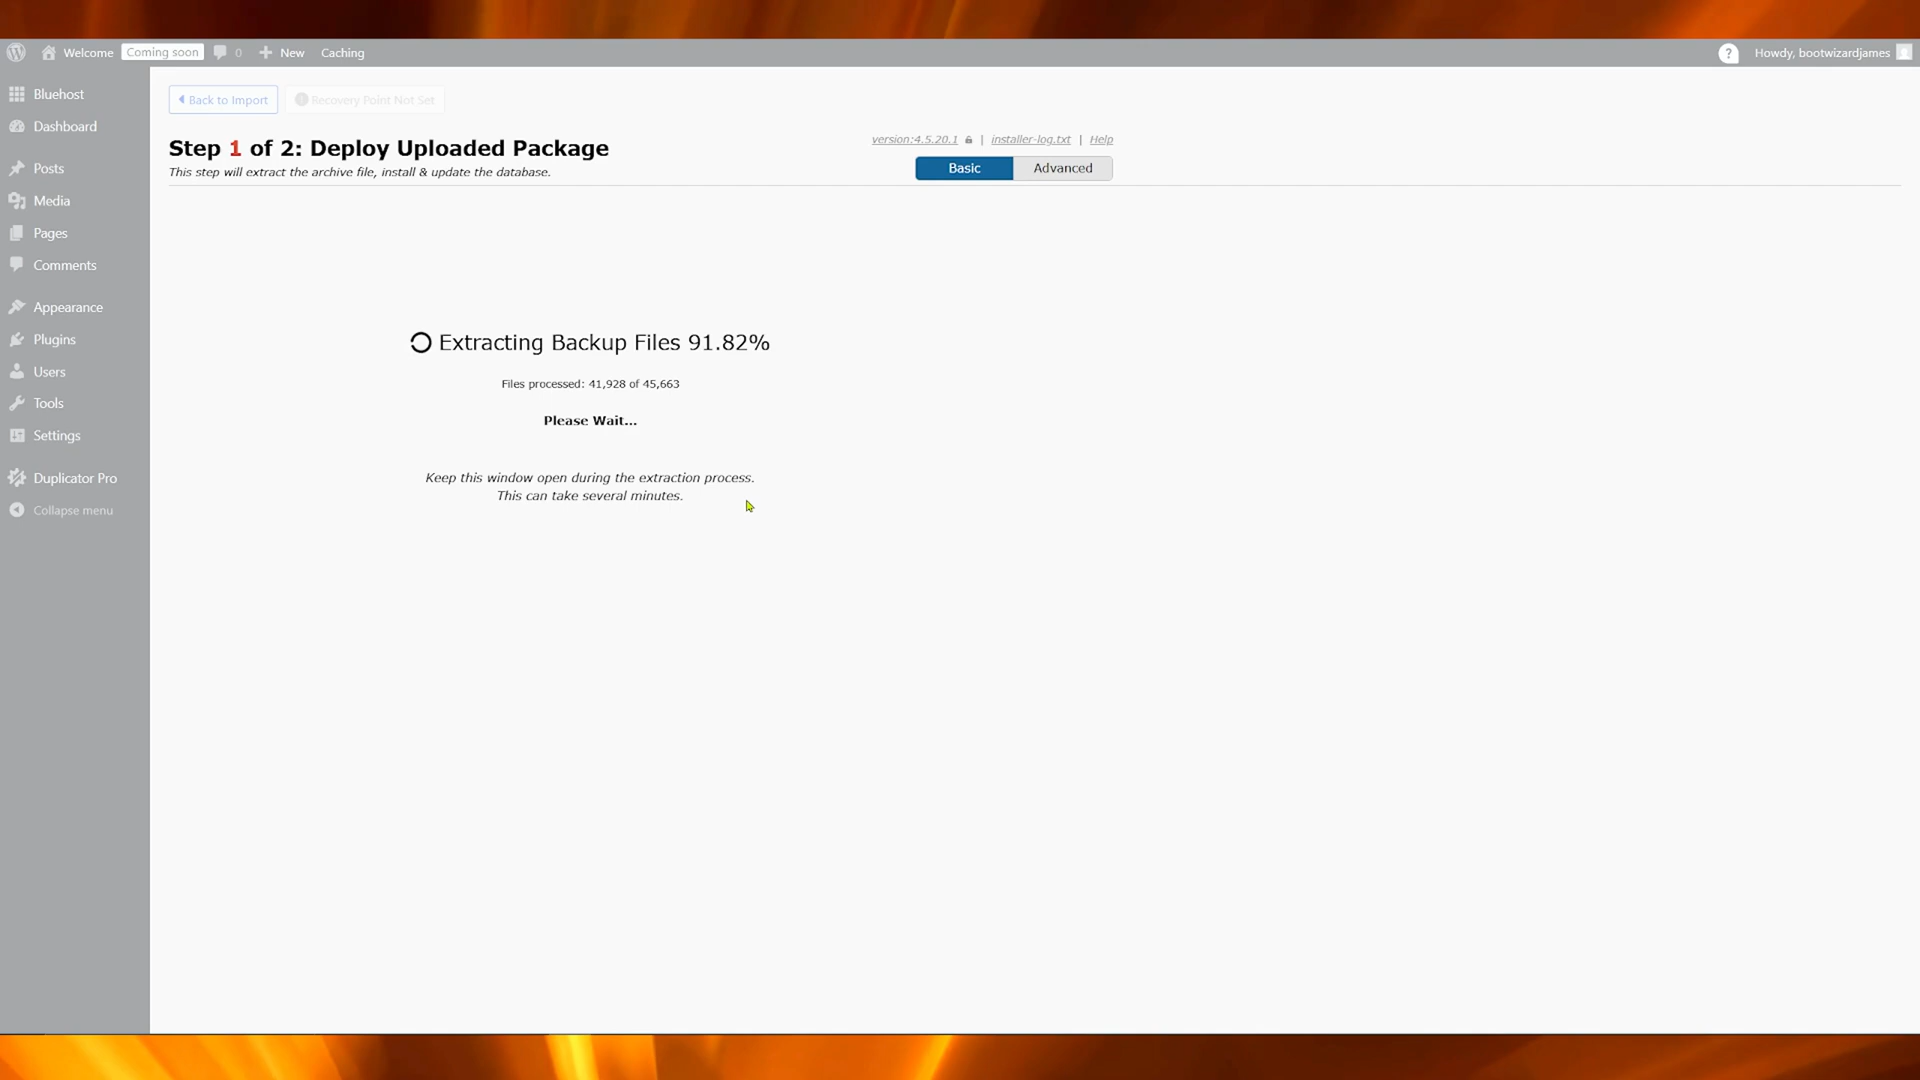 Welcome Coming soon 0 New Caching
? Howdy, bootwizardjames
Bluehost
Dashboard
Posts
Media
Pages
Comments
Appearance
Plugins
Users
Tools
Settings
Duplicator Pro
Collapse menu
Back to Import
Recovery Point Not Set
Step 1 of 2: Deploy Uploaded Package
This step will extract the archive file, install & update the database.
version:4.5.20.1 | installer-log.txt | Help
Basic Advanced
Extracting Backup Files 91.82%
Files processed: 41,928 of 45,663
Please Wait...
Keep this window open during the extraction process.
This can take several minutes.